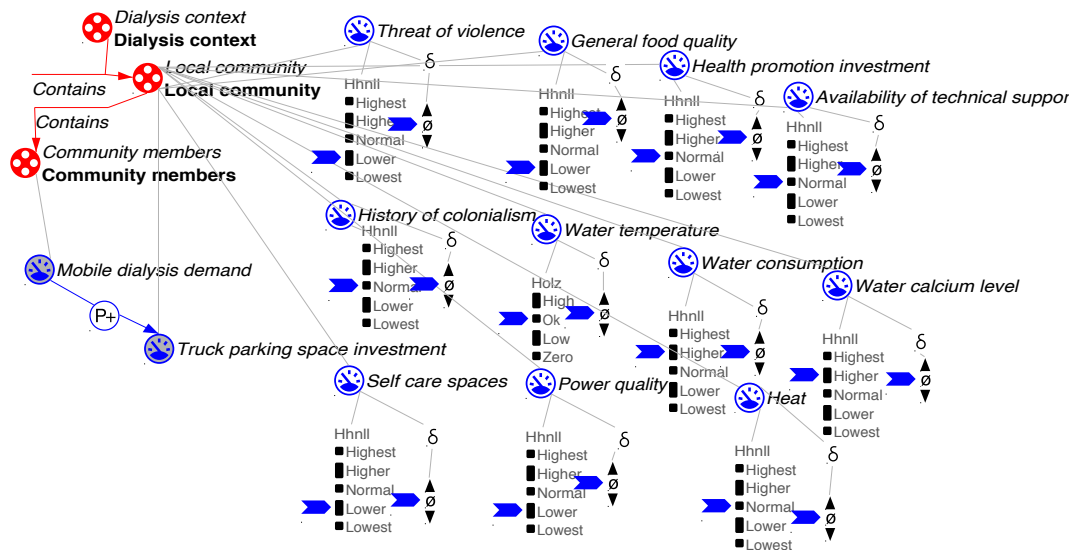 Dialysis context
Dialysis context
Contains
Local community
Local community
Contains
Community members
Community members
Mobile dialysis demand
P+
Truck parking space investment
Threat of violence
δ
Hhnll
Highest
Higher
Normal
Lower
Lowest
ø
General food quality
δ
Hhnll
Highest
Higher
Normal
Lower
Lowest
ø
Health promotion investment
δ
Hhnll
Highest
Higher
Normal
Lower
Lowest
ø
Availability of technical suppor
δ
Hhnll
Highest
Higher
Normal
Lower
Lowest
ø
History of colonialism
δ
Hhnll
Highest
Higher
Normal
Lower
Lowest
ø
Water temperature
δ
Holz
High
Ok
Low
Zero
ø
Water consumption
δ
Hhnll
Highest
Higher
Normal
Lower
Lowest
ø
Water calcium level
δ
Hhnll
Highest
Higher
Normal
Lower
Lowest
ø
Self care spaces
δ
Hhnll
Highest
Higher
Normal
Lower
Lowest
ø
Power quality
δ
Hhnll
Highest
Higher
Normal
Lower
Lowest
ø
Heat
δ
Hhnll
Highest
Higher
Normal
Lower
Lowest
ø